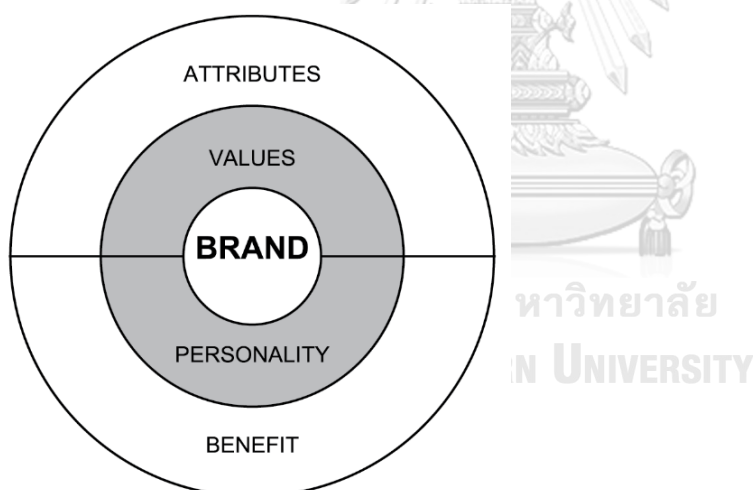 ATTRIBUTES
VALUES
BRAND
PERSONALITY
BENEFIT
หาวิทยาลัย
N UNIVERSITY